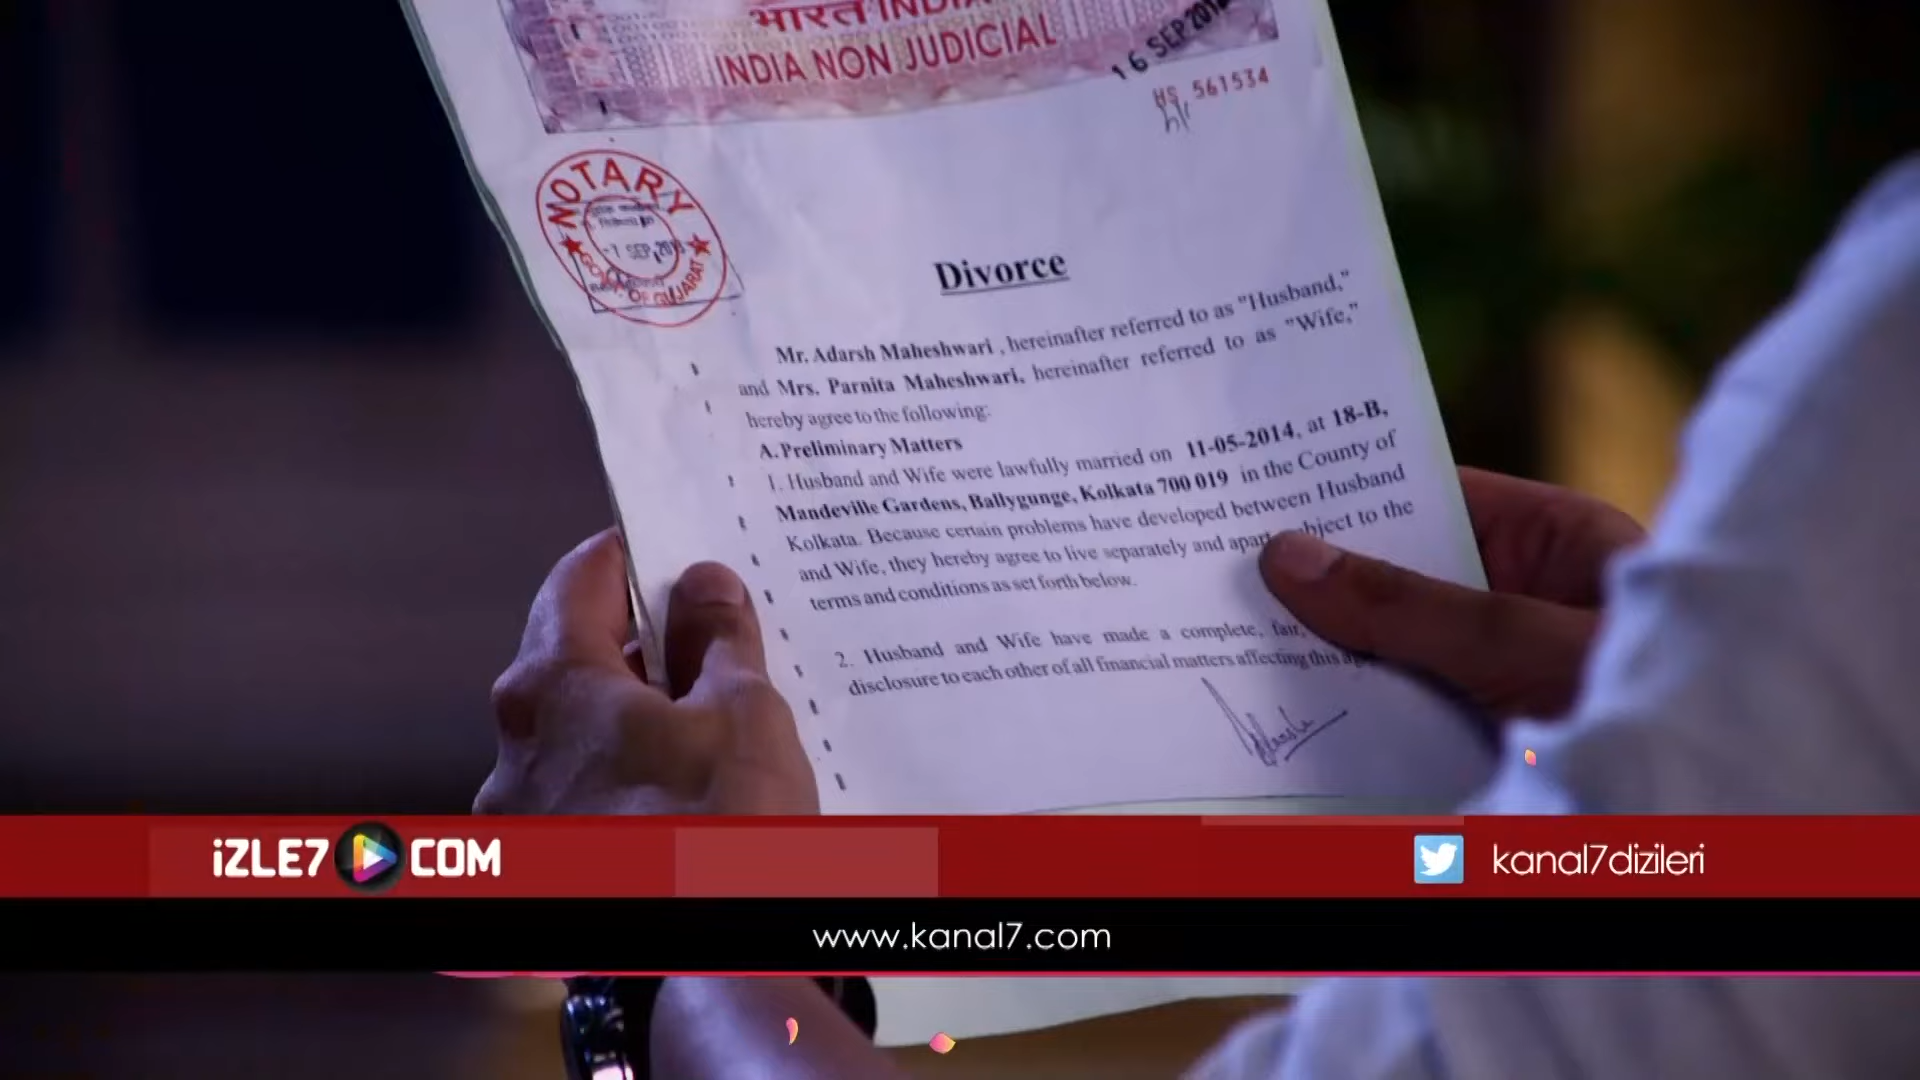 भारत INDIA
INDIA NON JUDICIAL
16 SEP
HS 561534
NOTARY
GOVT. OF GUJARAT
Divorce
Mr. Adarsh Maheshwari , hereinafter referred to as "Husband,"
and Mrs. Parnita Maheshwari, hereinafter referred to as "Wife,"
hereby agree to the following:
A. Preliminary Matters
1. Husband and Wife were lawfully married on 11-05-2014, at 18-B,
Mandeville Gardens, Ballygunge, Kolkata 700 019 in the County of
Kolkata. Because certain problems have developed between Husband
and Wife, they hereby agree to live separately and apart subject to the
terms and conditions as set forth below.
2. Husband and Wife have made a complete, fair,
disclosure to each other of all financial matters affecting this
iZLE7 COM
kanal7dizileri
www.kanal7.com